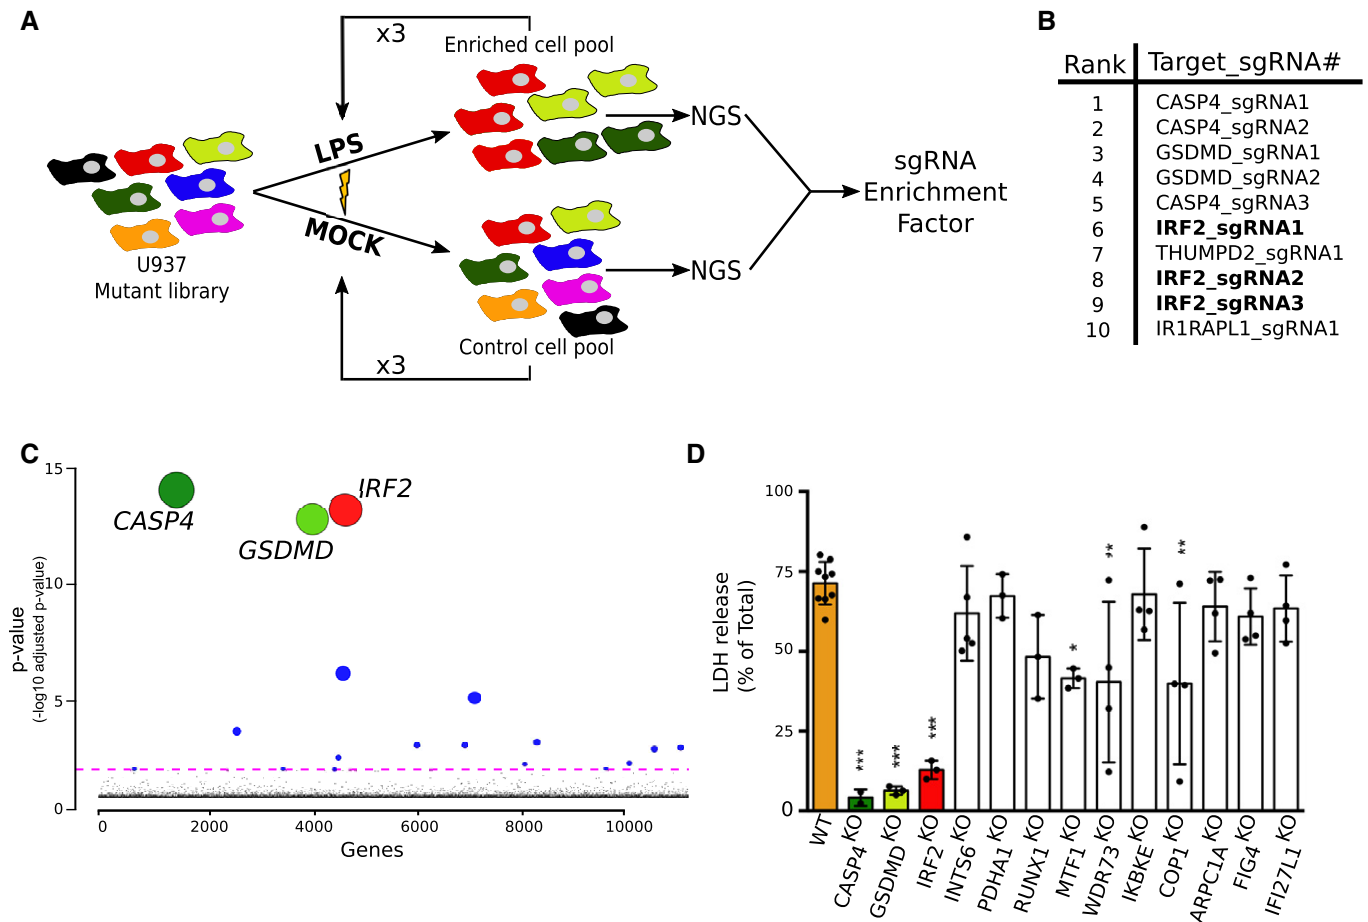 A
x3
Enriched cell pool
LPS
MOCK
U937
Mutant library
NGS
NGS
sgRNA
Enrichment
Factor
Control cell pool
x3
B
Rank Target_sgRNA#
1 CASP4_sgRNA1
2 CASP4_sgRNA2
3 GSDMD_sgRNA1
4 GSDMD_sgRNA2
5 CASP4_sgRNA3
6 IRF2_sgRNA1
7 THUMPD2_sgRNA1
8 IRF2_sgRNA2
9 IRF2_sgRNA3
10 IR1RAPL1_sgRNA1
C
p-value
(-log10 adjusted p-value)
15
10
5
0
CASP4
GSDMD
IRF2
0 2000 4000 6000 8000 10000
Genes
D
LDH release
(% of Total)
100
75
50
25
0
***
***
***
*
**
**
WT
CASP4 KO
GSDMD KO
IRF2 KO
INTS6 KO
PDHA1 KO
RUNX1 KO
MTF1 KO
WDR73 KO
IKBKE KO
COP1 KO
ARPC1A KO
FIG4 KO
IFI27L1 KO